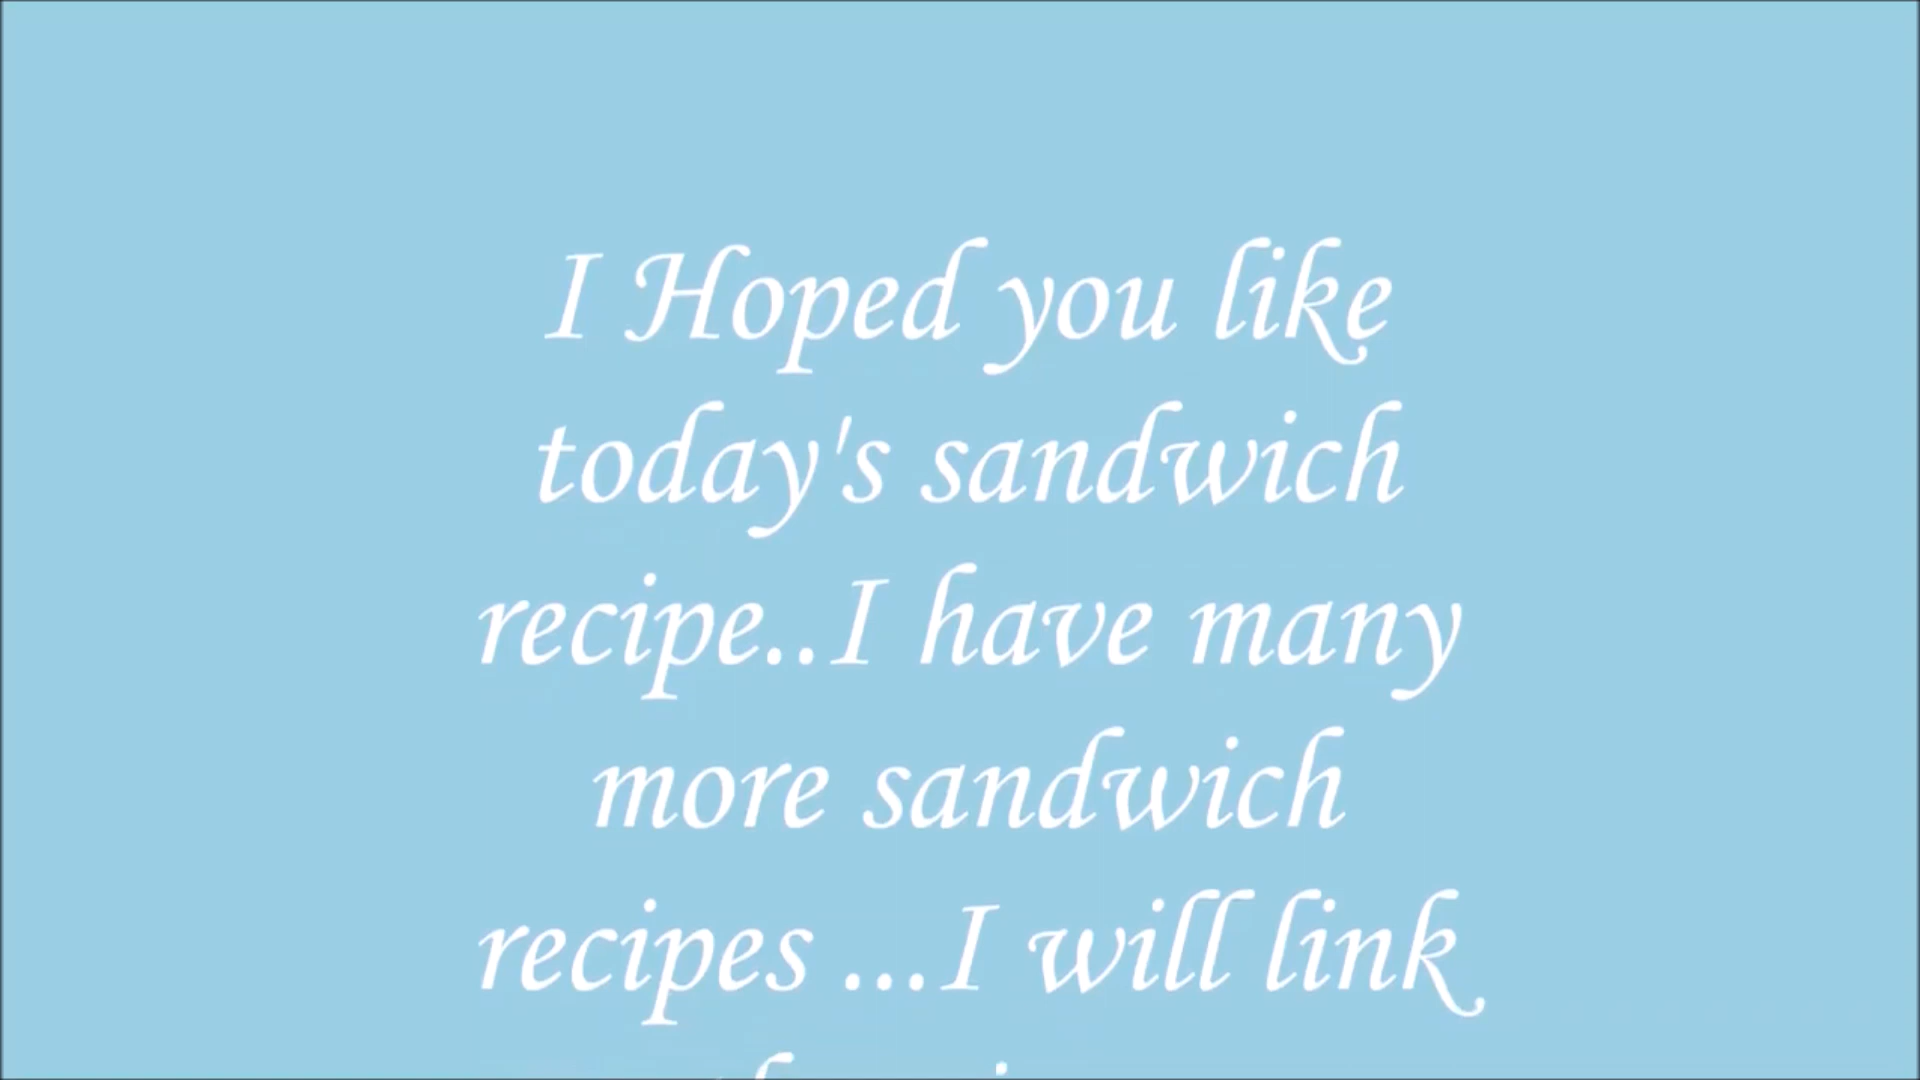 I Hoped you like
today's sandwich
recipe..I have many
more sandwich
recipes ...I will link